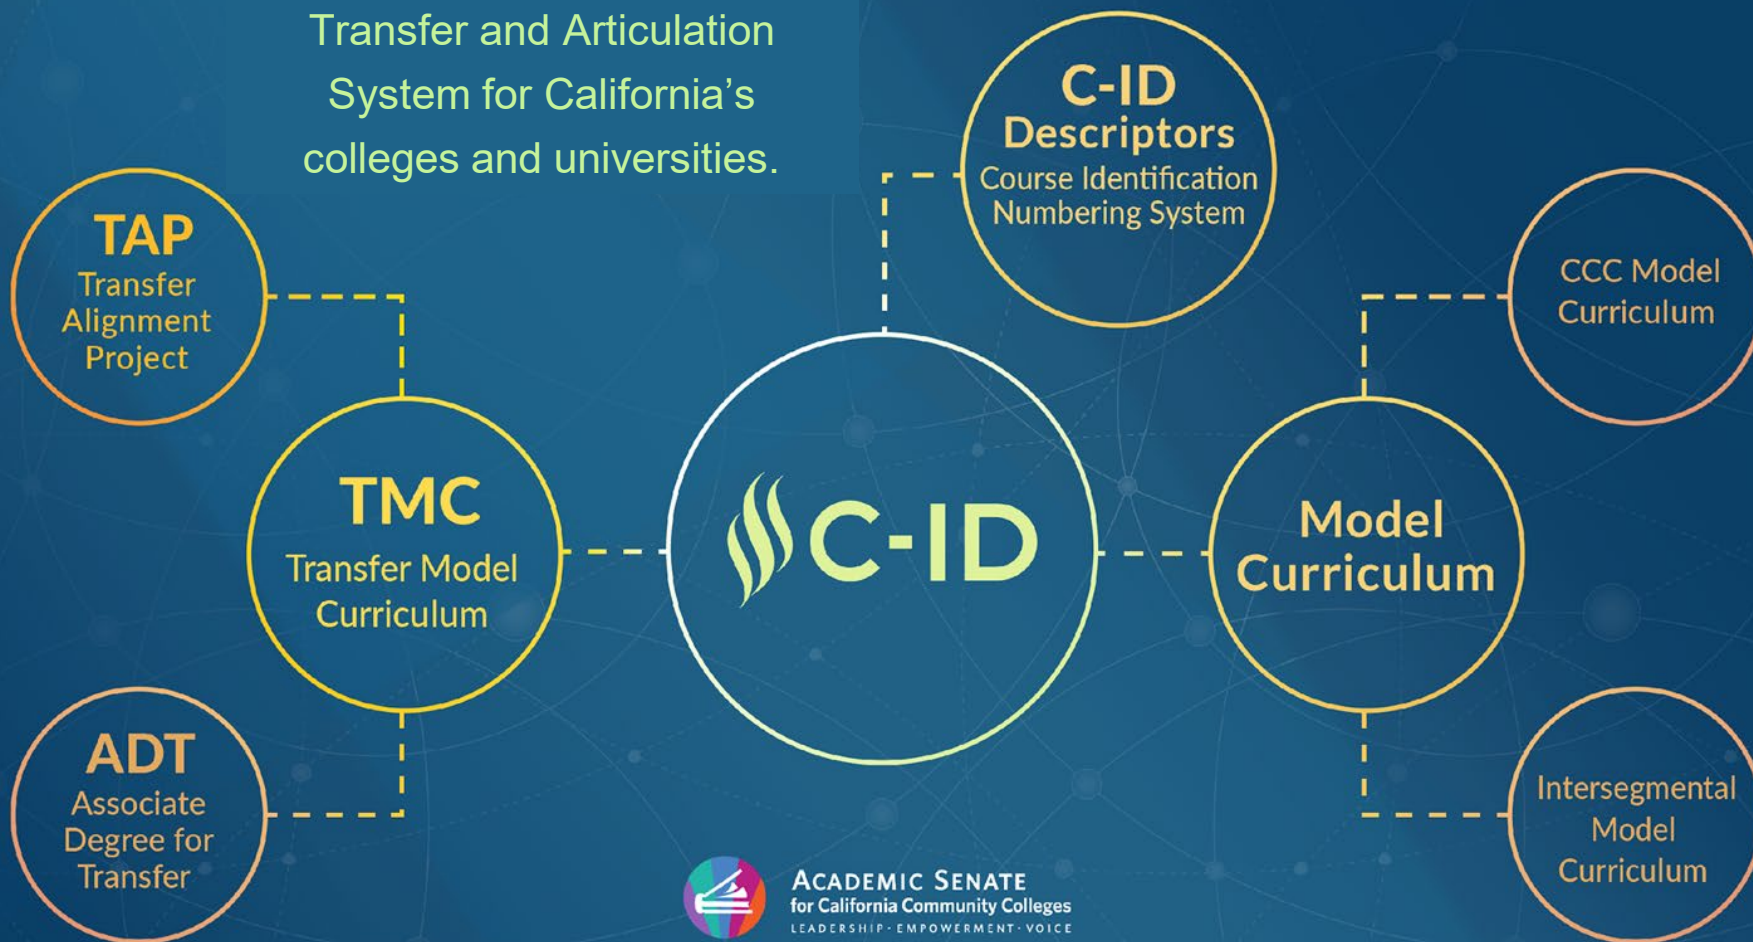 Transfer and Articulation
System for California’s
colleges and universities.
C-ID
Descriptors
Course Identification
Numbering System
TAP
Transfer
Alignment
Project
CCC Model
Curriculum
TMC
Transfer Model
Curriculum
C-ID
Model
Curriculum
ADT
Associate
Degree for
Transfer
Intersegmental
Model
Curriculum
ACADEMIC SENATE
for California Community Colleges
LEADERSHIP · EMPOWERMENT · VOICE